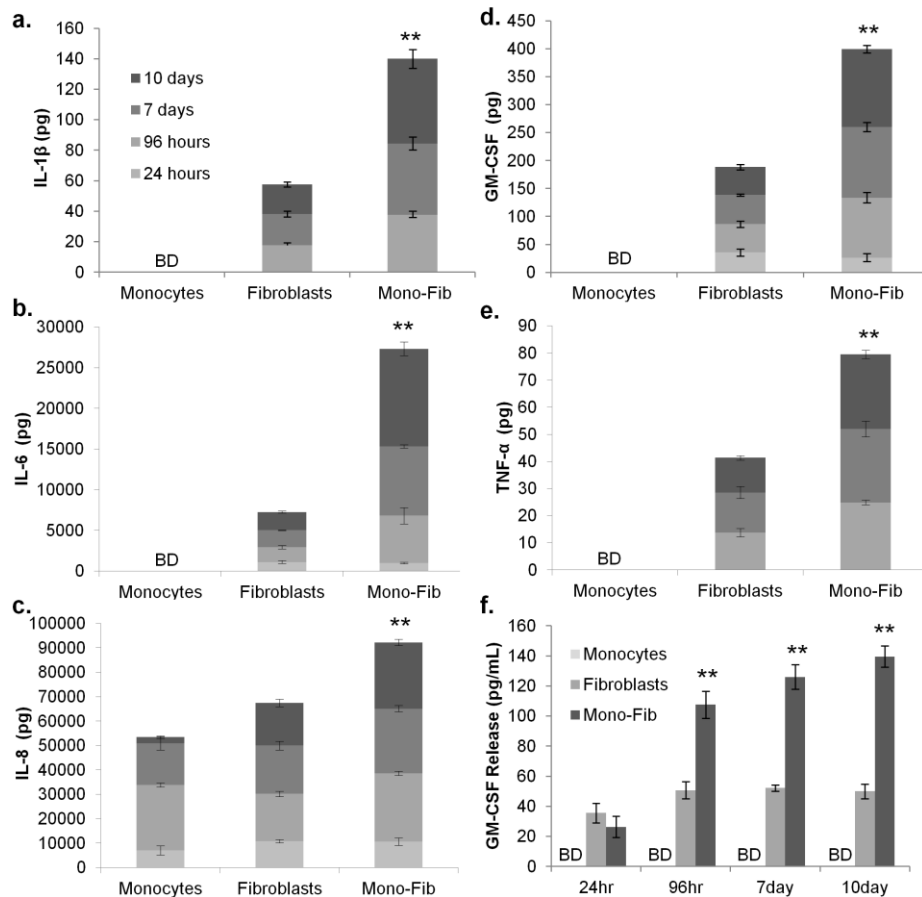 a.
IL-1β (pg)
160
140
120
100
80
60
40
20
0
**
10 days
7 days
96 hours
24 hours
BD
Monocytes Fibroblasts Mono-Fib
b.
IL-6 (pg)
30000
25000
20000
15000
10000
5000
0
**
BD
Monocytes Fibroblasts Mono-Fib
c.
IL-8 (pg)
100000
90000
80000
70000
60000
50000
40000
30000
20000
10000
0
**
Monocytes Fibroblasts Mono-Fib
d.
GM-CSF (pg)
450
400
350
300
250
200
150
100
50
0
**
BD
Monocytes Fibroblasts Mono-Fib
e.
TNF-α (pg)
90
80
70
60
50
40
30
20
10
0
**
BD
Monocytes Fibroblasts Mono-Fib
f.
GM-CSF Release (pg/mL)
160
140
120
100
80
60
40
20
0
Monocytes
Fibroblasts
Mono-Fib
** ** **
BD BD BD BD
24hr 96hr 7day 10day